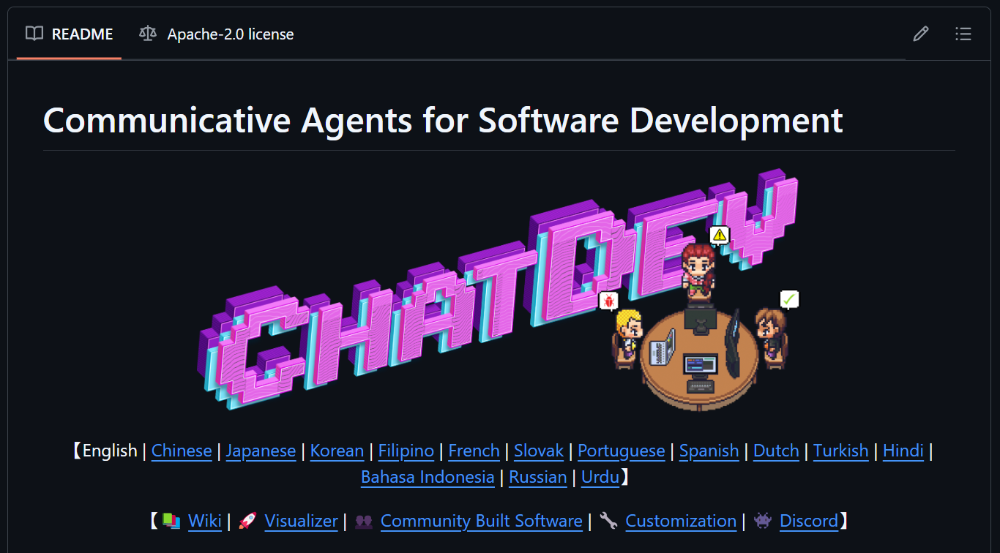 README Apache-2.0 license
Communicative Agents for Software Development
CHATDEV
【English | Chinese | Japanese | Korean | Filipino | French | Slovak | Portuguese | Spanish | Dutch | Turkish | Hindi |
Bahasa Indonesia | Russian | Urdu】
【 Wiki | Visualizer | Community Built Software | Customization | Discord】